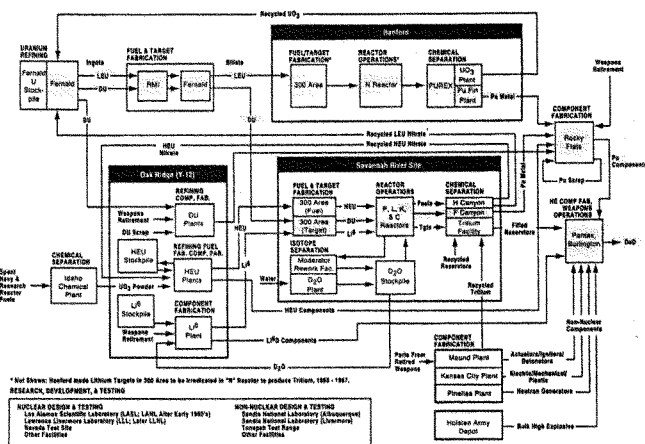 Recycled UO3
Hanford
URANIUM REFINING
Fernald U Stockpile
Fernald
Ingots
LEU
DU
FUEL & TARGET FABRICATION
RMI
Fernald
Billets
LEU
DU
FUEL/TARGET FABRICATION*
300 Area
REACTOR OPERATIONS*
N Reactor
CHEMICAL SEPARATION
PUREX
UO3 Plant
Pu Fin Plant
Pu Metal
Weapons Retirement
COMPONENT FABRICATION
Rocky Flats
Pu Scrap
Pu Components
Recycled LEU Nitrate
Recycled HEU Nitrate
HEU Nitrate
Oak Ridge (Y-12)
REFINING COMP. FAB.
Weapons Retirement
DU Plants
DU Scrap
HEU Stockpile
REFINING FUEL FAB. COMP. FAB.
HEU Plants
UO3 Powder
COMPONENT FABRICATION
Li6 Stockpile
Weapons Retirement
Li6 Plant
Spent Navy & Research Reactor Fuels
CHEMICAL SEPARATION
Idaho Chemical Plant
Savannah River Site
FUEL & TARGET FABRICATION
300 Area (Fuel)
300 Area (Target)
HEU
DU
Li6
REACTOR OPERATIONS
P, L, K, & C Reactors
Fuels
Tgts
CHEMICAL SEPARATION
H Canyon
F Canyon
Tritium Facility
Pu Metal
Filled Reservoirs
ISOTOPE SEPARATION
Moderator Rework Fac.
D2O Plant
Water
D2O Stockpile
Recycled Reservoirs
Recycled Tritium
HEU
HEU Components
Li6D Components
D2O
HE COMP FAB, WEAPONS OPERATIONS
Pantex, Burlington
DoD
Non-Nuclear Components
Parts From Retired Weapons
COMPONENT FABRICATION
Mound Plant
Kansas City Plant
Pinellas Plant
Actuators/Igniters/Detonators
Electric/Mechanical/Plastic
Neutron Generators
Holston Army Depot
Bulk High Explosive
* Not Shown: Hanford made Lithium Targets in 300 Area to be irradiated in "N" Reactor to produce Tritium, 1965 - 1967.
RESEARCH, DEVELOPMENT, & TESTING
NUCLEAR DESIGN & TESTING
Los Alamos Scientific Laboratory (LASL; LANL After Early 1980's)
Lawrence Livermore Laboratory (LLL; Later LLNL)
Nevada Test Site
Other Facilities
NON-NUCLEAR DESIGN & TESTING
Sandia National Laboratory (Albuquerque)
Sandia National Laboratory (Livermore)
Tonopah Test Range
Other Facilities